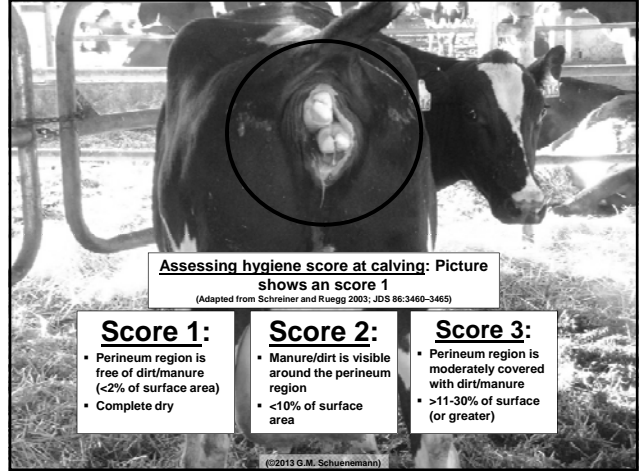 Assessing hygiene score at calving: Picture
shows an score 1
(Adapted from Schreiner and Ruegg 2003; JDS 86:3460–3465)
Score 1:
▪ Perineum region is
free of dirt/manure
(<2% of surface area)
▪ Complete dry
Score 2:
▪ Manure/dirt is visible
around the perineum
region
▪ <10% of surface
area
Score 3:
▪ Perineum region is
moderately covered
with dirt/manure
▪ >11-30% of surface
(or greater)
(©2013 G.M. Schuenemann)